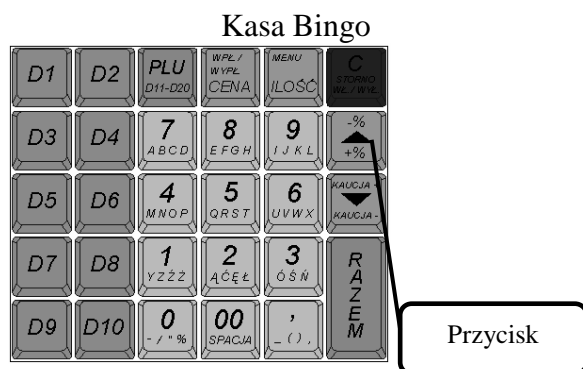 Kasa Bingo
D1 D2 PLU D11-D20 WPŁ / WYPŁ CENA MENU ILOŚĆ C STORNO WŁ / WYŁ
D3 D4 7 ABCD 8 EFGH 9 IJKL -% +%
D5 D6 4 MNOP 5 QRST 6 UVWX KAUCJA + KAUCJA -
D7 D8 1 YZŹŻ 2 ĄĆĘŁ 3 ÓŚŃ RAZEM
D9 D10 0 - / " % 00 SPACJA , _ ( ) ,
Przycisk